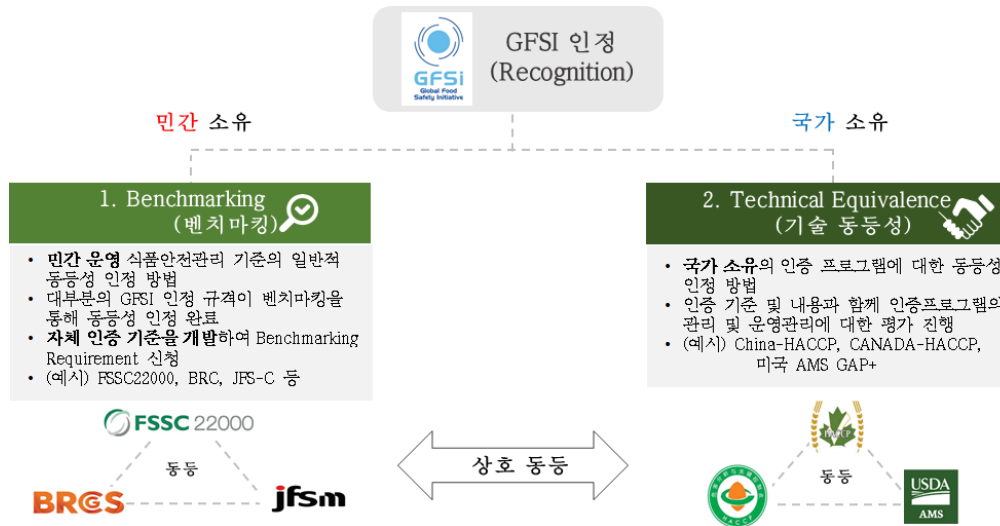 GFSi
Global Food
Safety Initiative
GFSI 인정
(Recognition)
민간 소유
국가 소유
1. Benchmarking
(벤치마킹)
• 민간 운영 식품안전관리 기준의 일반적
동등성 인정 방법
• 대부분의 GFSI 인정 규격이 벤치마킹을
통해 동등성 인정 완료
• 자체 인증 기준을 개발하여 Benchmarking
Requirement 신청
• (예시) FSSC22000, BRC, JFS-C 등
2. Technical Equivalence
(기술 동등성)
• 국가 소유의 인증 프로그램에 대한 동등성
인정 방법
• 인증 기준 및 내용과 함께 인증프로그램의
관리 및 운영관리에 대한 평가 진행
• (예시) China-HACCP, CANADA-HACCP,
미국 AMS GAP+
FSSC 22000
동등
BRCGS
jfsm
상호 동등
동등
HACCP
USDA
AMS